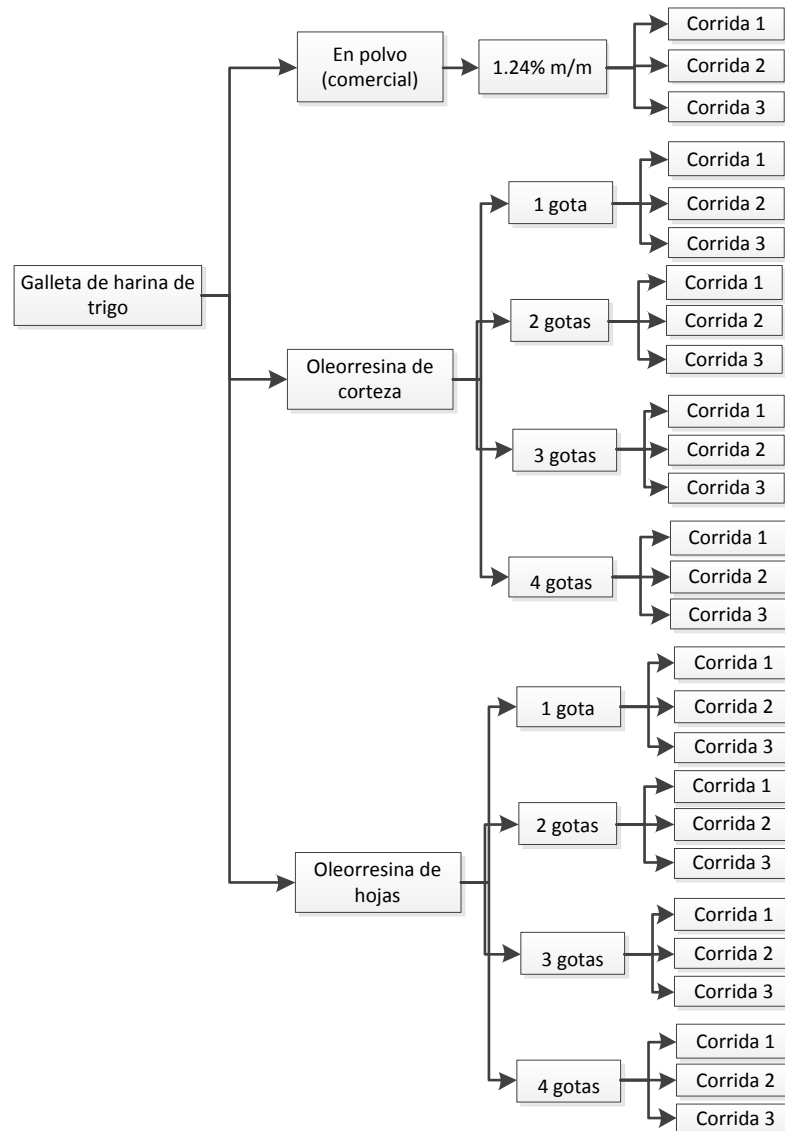 Galleta de harina de
trigo
En polvo
(comercial)
1.24% m/m
Corrida 1
Corrida 2
Corrida 3
Oleorresina de
corteza
1 gota
Corrida 1
Corrida 2
Corrida 3
2 gotas
Corrida 1
Corrida 2
Corrida 3
3 gotas
Corrida 1
Corrida 2
Corrida 3
4 gotas
Corrida 1
Corrida 2
Corrida 3
Oleorresina de
hojas
1 gota
Corrida 1
Corrida 2
Corrida 3
2 gotas
Corrida 1
Corrida 2
Corrida 3
3 gotas
Corrida 1
Corrida 2
Corrida 3
4 gotas
Corrida 1
Corrida 2
Corrida 3